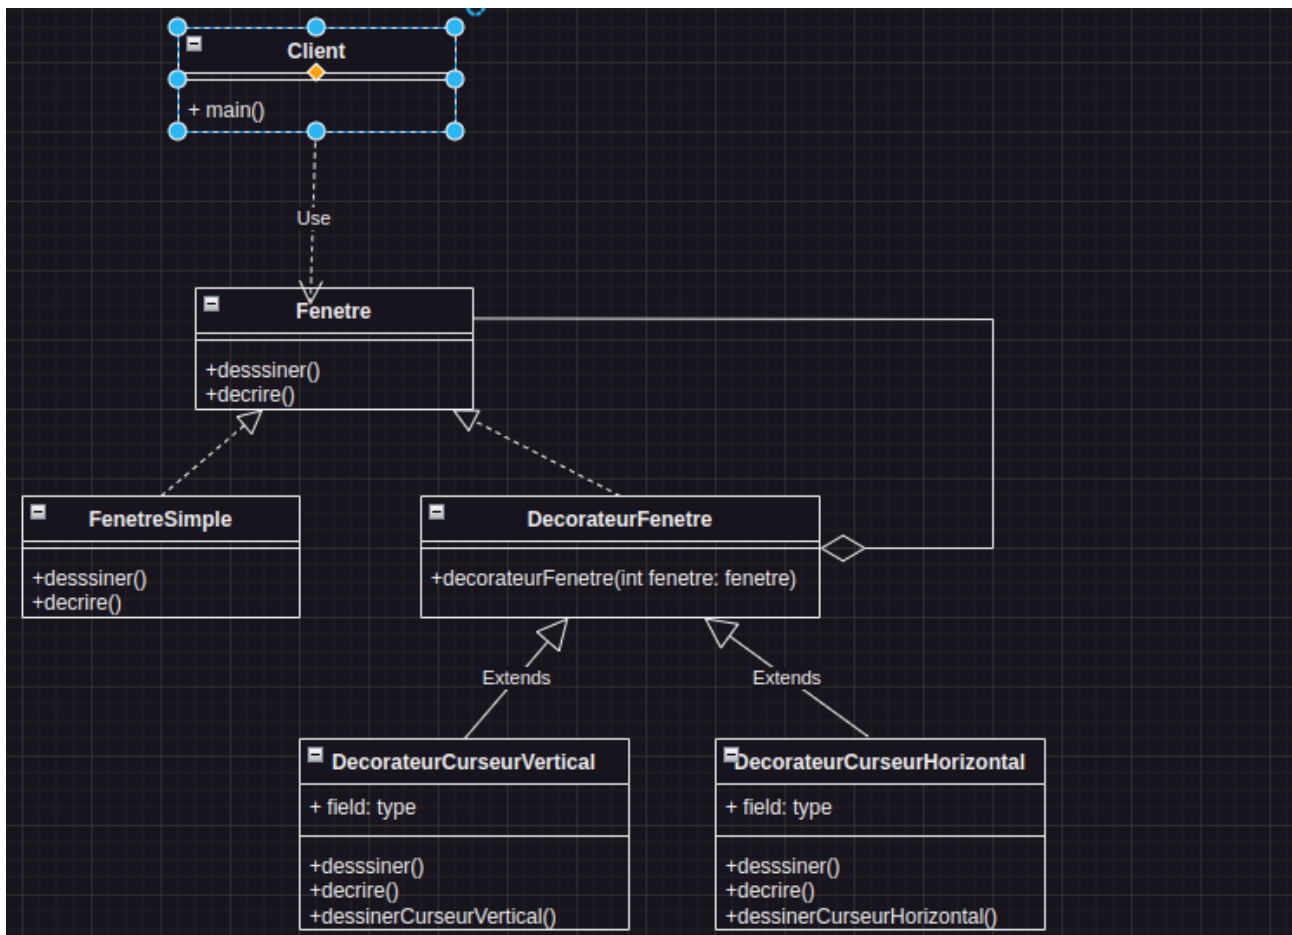 Client
+ main()
Use
Fenetre
+desssiner()
+decrire()
FenetreSimple
+desssiner()
+decrire()
DecorateurFenetre
+decorateurFenetre(int fenetre: fenetre)
Extends
Extends
DecorateurCurseurVertical
+ field: type
+desssiner()
+decrire()
+dessinerCurseurVertical()
DecorateurCurseurHorizontal
+ field: type
+desssiner()
+decrire()
+dessinerCurseurHorizontal()